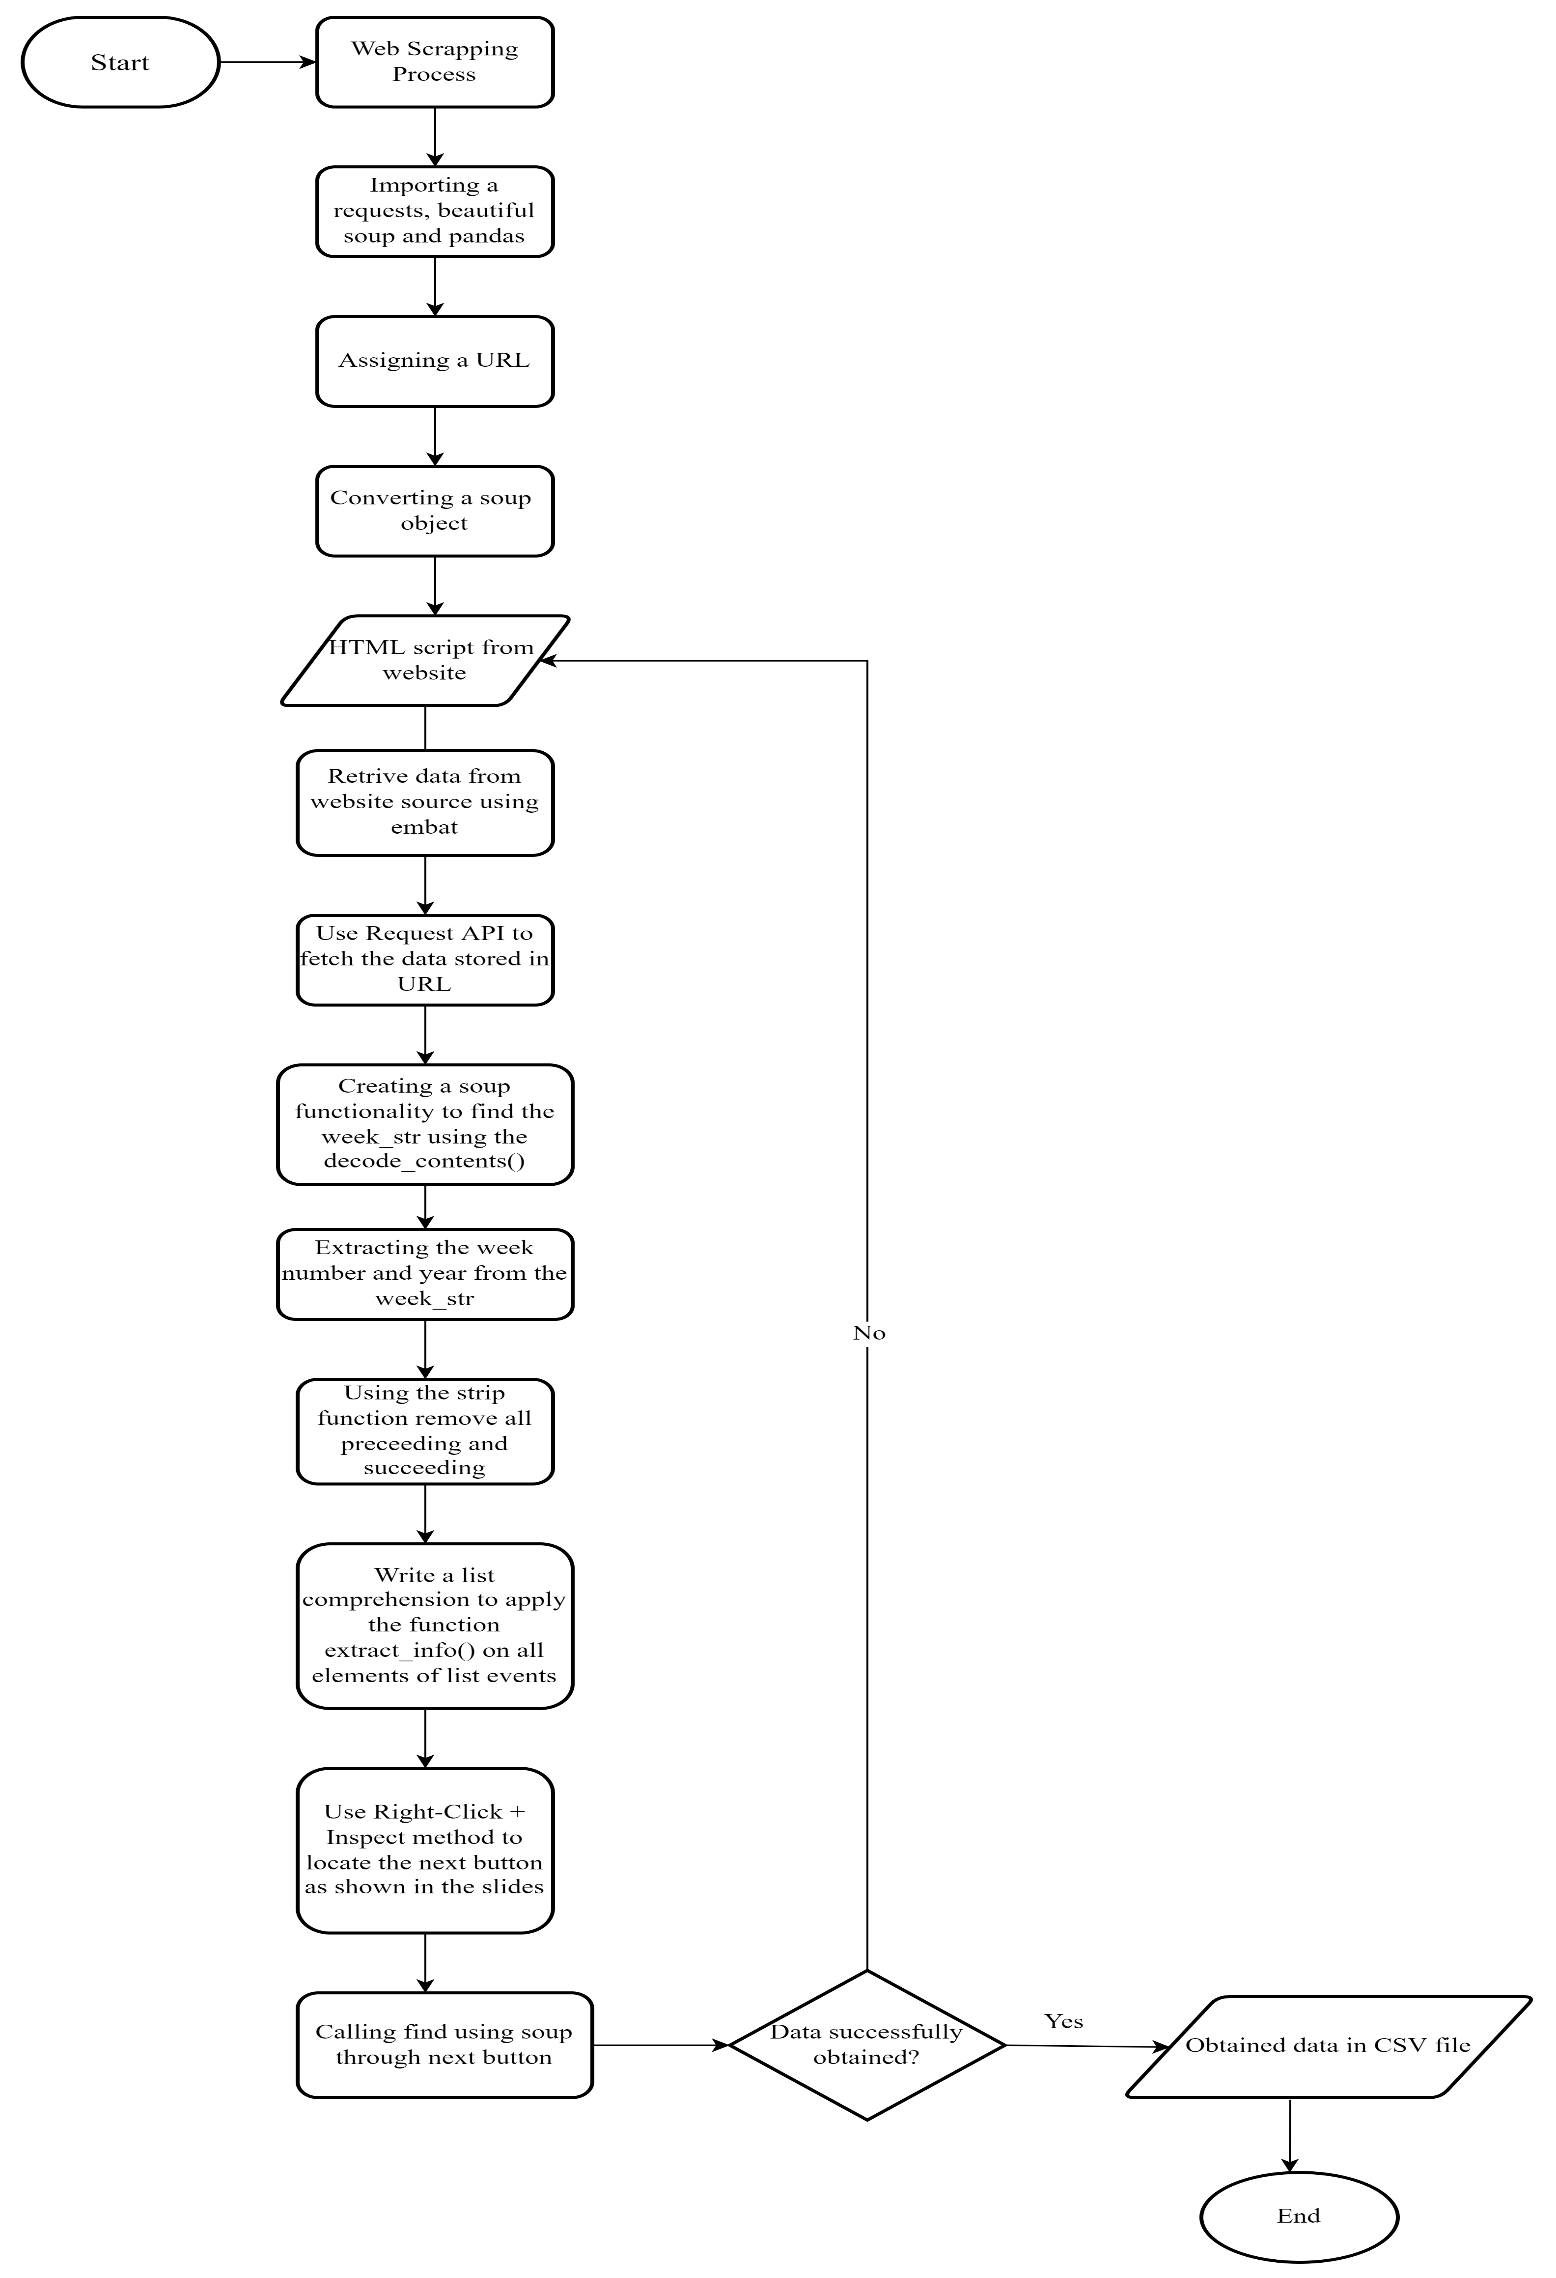 Start
Web Scrapping
Process
Importing a
requests, beautiful
soup and pandas
Assigning a URL
Converting a soup
object
HTML script from
website
Retrive data from
website source using
embat
Use Request API to
fetch the data stored in
URL
Creating a soup
functionality to find the
week_str using the
decode_contents()
Extracting the week
number and year from the
week_str
No
Using the strip
function remove all
preceeding and
succeeding
Write a list
comprehension to apply
the function
extract_info() on all
elements of list events
Use Right-Click +
Inspect method to
locate the next button
as shown in the slides
Calling find using soup
through next button
Data successfully
obtained?
Yes
Obtained data in CSV file
End